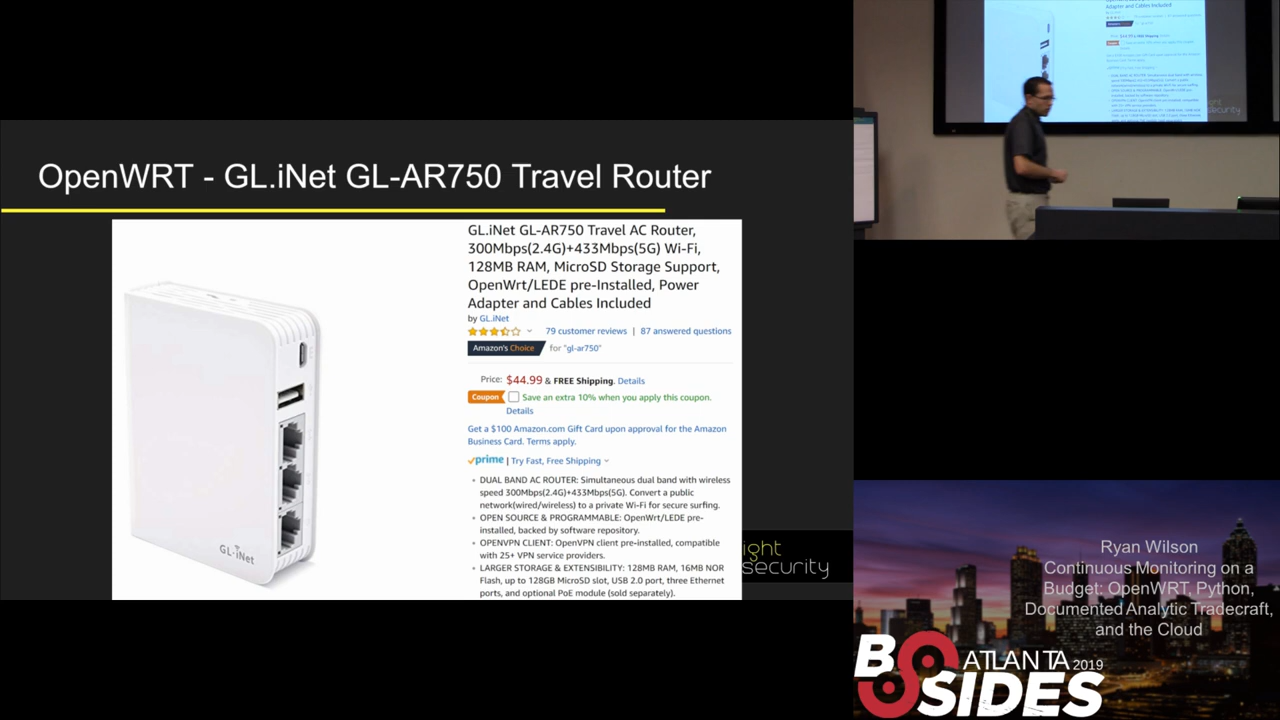 OpenWRT - GL.iNet GL-AR750 Travel Router
GL.iNet
GL.iNet GL-AR750 Travel AC Router,
300Mbps(2.4G)+433Mbps(5G) Wi-Fi,
128MB RAM, MicroSD Storage Support,
OpenWrt/LEDE pre-Installed, Power
Adapter and Cables Included
by GL.iNet
79 customer reviews | 87 answered questions
Amazon's Choice for "gl-ar750"
Price: $44.99 & FREE Shipping. Details
Coupon Save an extra 10% when you apply this coupon.
Details
Get a $100 Amazon.com Gift Card upon approval for the Amazon
Business Card. Terms apply.
prime | Try Fast, Free Shipping
• DUAL BAND AC ROUTER: Simultaneous dual band with wireless
speed 300Mbps(2.4G)+433Mbps(5G). Convert a public
network(wired/wireless) to a private Wi-Fi for secure surfing.
• OPEN SOURCE & PROGRAMMABLE: OpenWrt/LEDE pre-
installed, backed by software repository.
• OPENVPN CLIENT: OpenVPN client pre-installed, compatible
with 25+ VPN service providers.
• LARGER STORAGE & EXTENSIBILITY: 128MB RAM, 16MB NOR
Flash, up to 128GB MicroSD slot, USB 2.0 port, three Ethernet
ports, and optional PoE module (sold separately).
ight
security
Adapter and Cables Included
ight
security
Ryan Wilson
Continuous Monitoring on a
Budget: OpenWRT, Python,
Documented Analytic Tradecraft,
and the Cloud
BSIDES
ATLANTA 2019